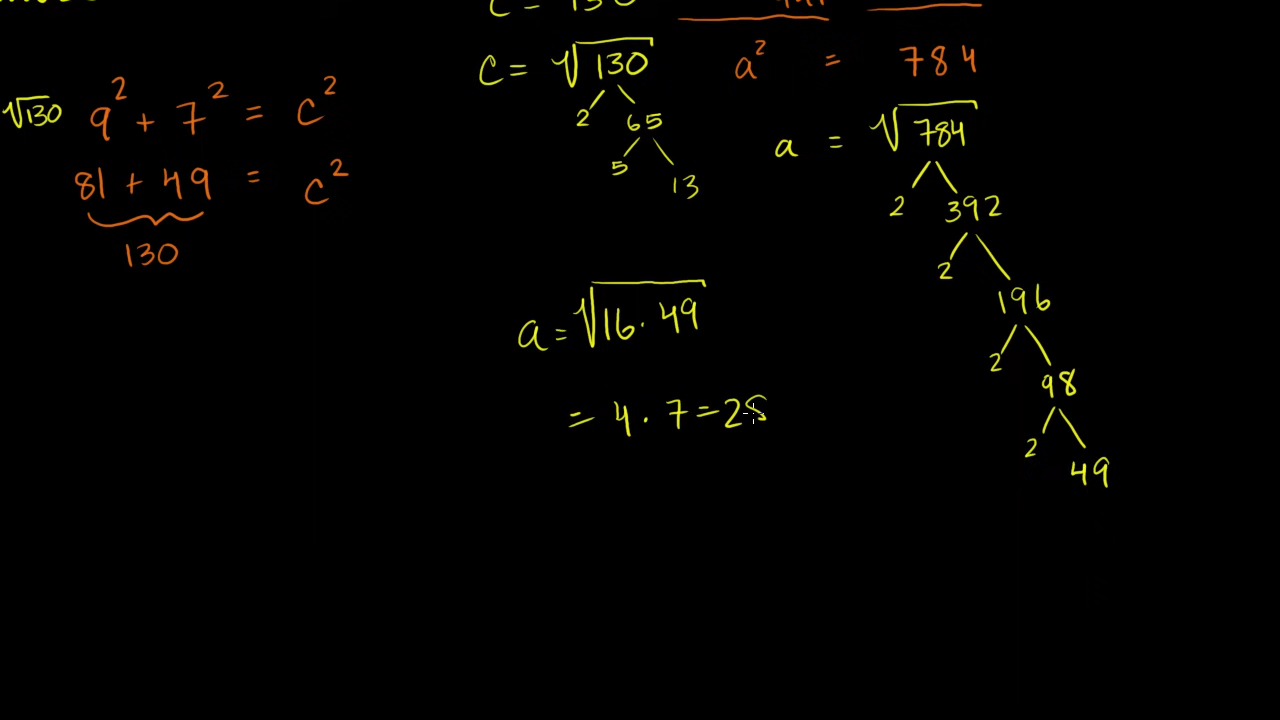 C = 130
C = √130
2 65
5 13
√130 9² + 7² = C²
81 + 49 = C²
130
a² = 784
a = √784
2 392
2 196
2 98
2 49
a = √16 · 49
= 4 · 7 = 28